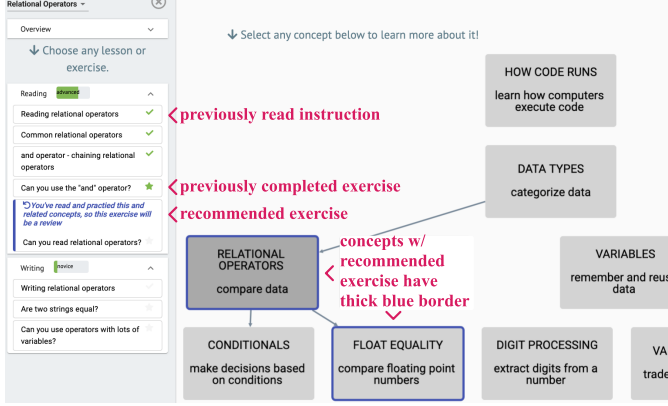 Relational Operators
Overview
Choose any lesson or
exercise.
Reading advanced
Reading relational operators
Common relational operators
and operator - chaining relational
operators
Can you use the "and" operator?
You've read and practied this and
related concepts, so this exercise will
be a review
Can you read relational operators?
Writing novice
Writing relational operators
Are two strings equal?
Can you use operators with lots of
variables?
Select any concept below to learn more about it!
previously read instruction
previously completed exercise
recommended exercise
concepts w/
recommended
exercise have
thick blue border
HOW CODE RUNS
learn how computers
execute code
DATA TYPES
categorize data
RELATIONAL
OPERATORS
compare data
VARIABLES
remember and reus
data
CONDITIONALS
make decisions based
on conditions
FLOAT EQUALITY
compare floating point
numbers
DIGIT PROCESSING
extract digits from a
number
VA
trade